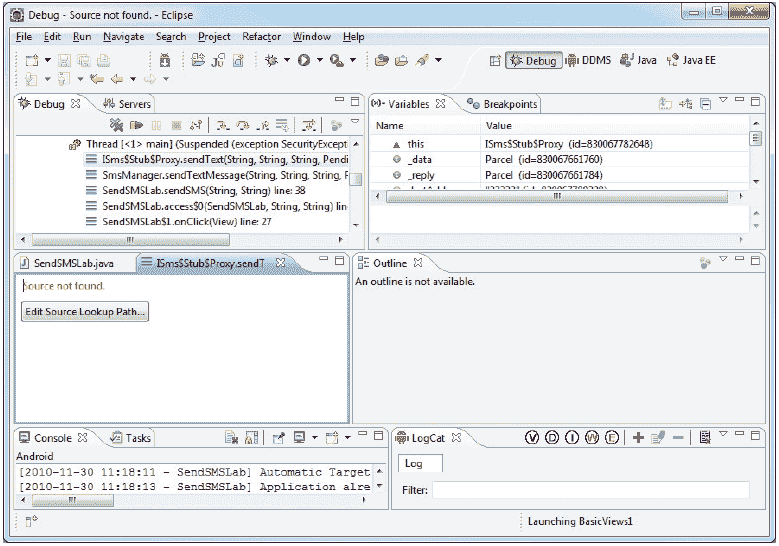 Debug - Source not found. - Eclipse
File Edit Run Navigate Search Project Refactor Window Help
Debug DDMS Java Java EE
Debug Servers
Thread [<1> main] (Suspended (exception SecurityExcept
ISms$Stub$Proxy.sendText(String, String, String, Pendi
SmsManager.sendTextMessage(String, String, String, P
SendSMSLab.sendSMS(String, String) line: 38
SendSMSLab.access$0(SendSMSLab, String, String) lin
SendSMSLab$1.onClick(View) line: 27
(x)= Variables Breakpoints
Name Value
this ISms$Stub$Proxy (id=830067782648)
_data Parcel (id=830067661760)
_reply Parcel (id=830067661784)
SendSMSLab.java ISms$Stub$Proxy.sendT
Source not found.
Edit Source Lookup Path...
Outline
An outline is not available.
Console Tasks
Android
[2010-11-30 11:18:11 - SendSMSLab] Automatic Target
[2010-11-30 11:18:13 - SendSMSLab] Application alre
LogCat V D I W E
Log
Filter:
Launching BasicViews1